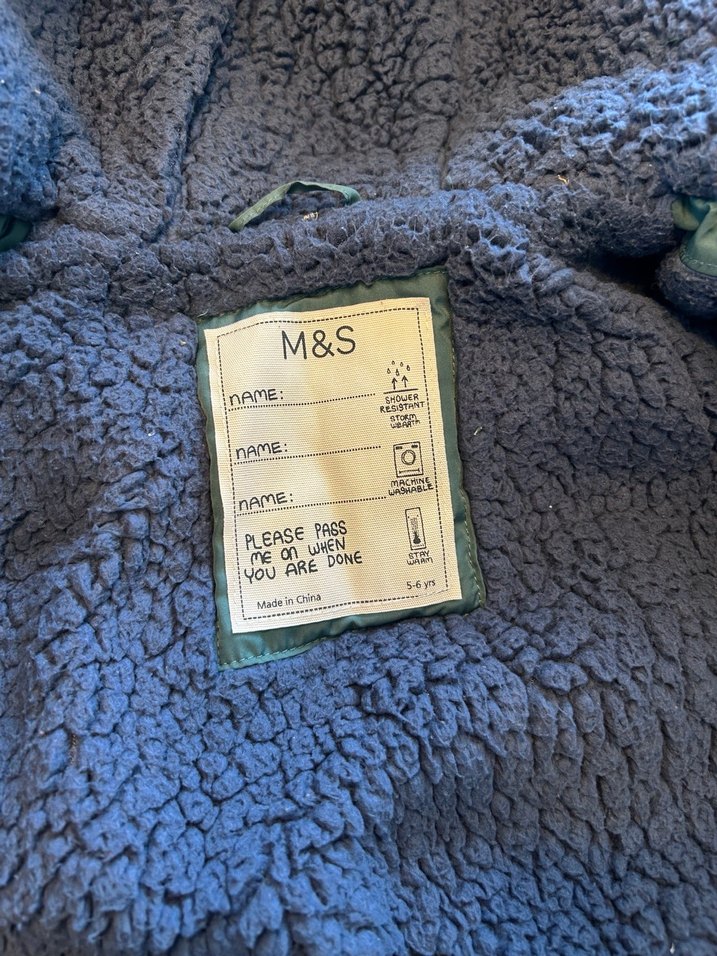 M&S
NAME:
SHOWER
RESISTANT
STORM
WEAR™
NAME:
MACHINE
WASHABLE
NAME:
PLEASE PASS
ME ON WHEN
YOU ARE DONE
STAY
WARM
Made in China
5-6 yrs